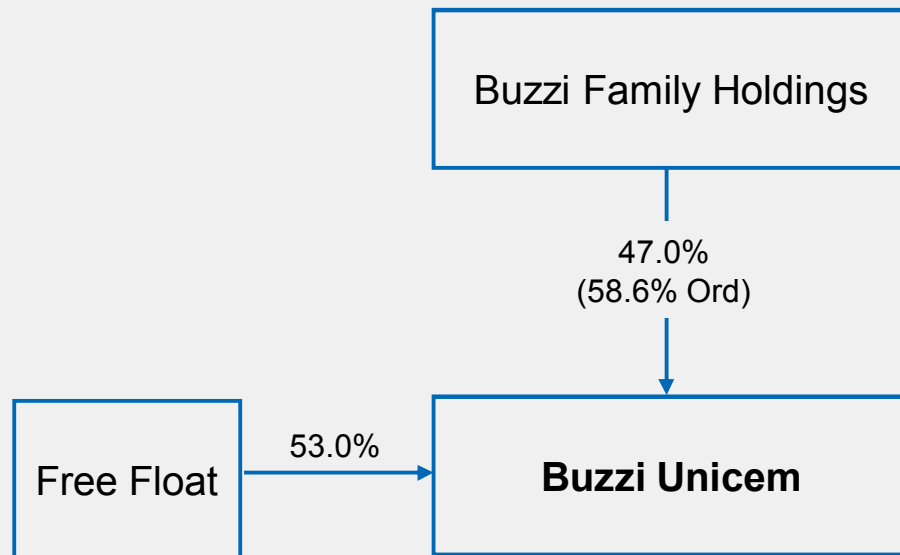 Buzzi Family Holdings
47.0%
(58.6% Ord)
53.0%
Free Float
Buzzi Unicem